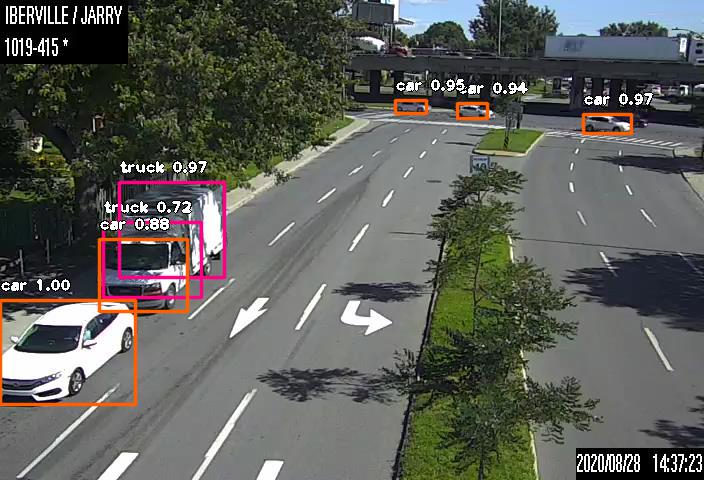 IBERVILLE / JARRY
1019-415 *
car 0.95
car 0.94
car 0.97
truck 0.97
truck 0.72
car 0.88
car 1.00
2020/08/28 14:37:23